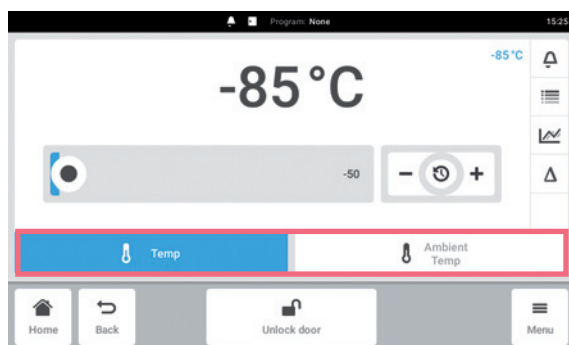 Program: None
15:25
-85°C
-85°C
-50
Temp
Ambient
Temp
Home
Back
Unlock door
Menu